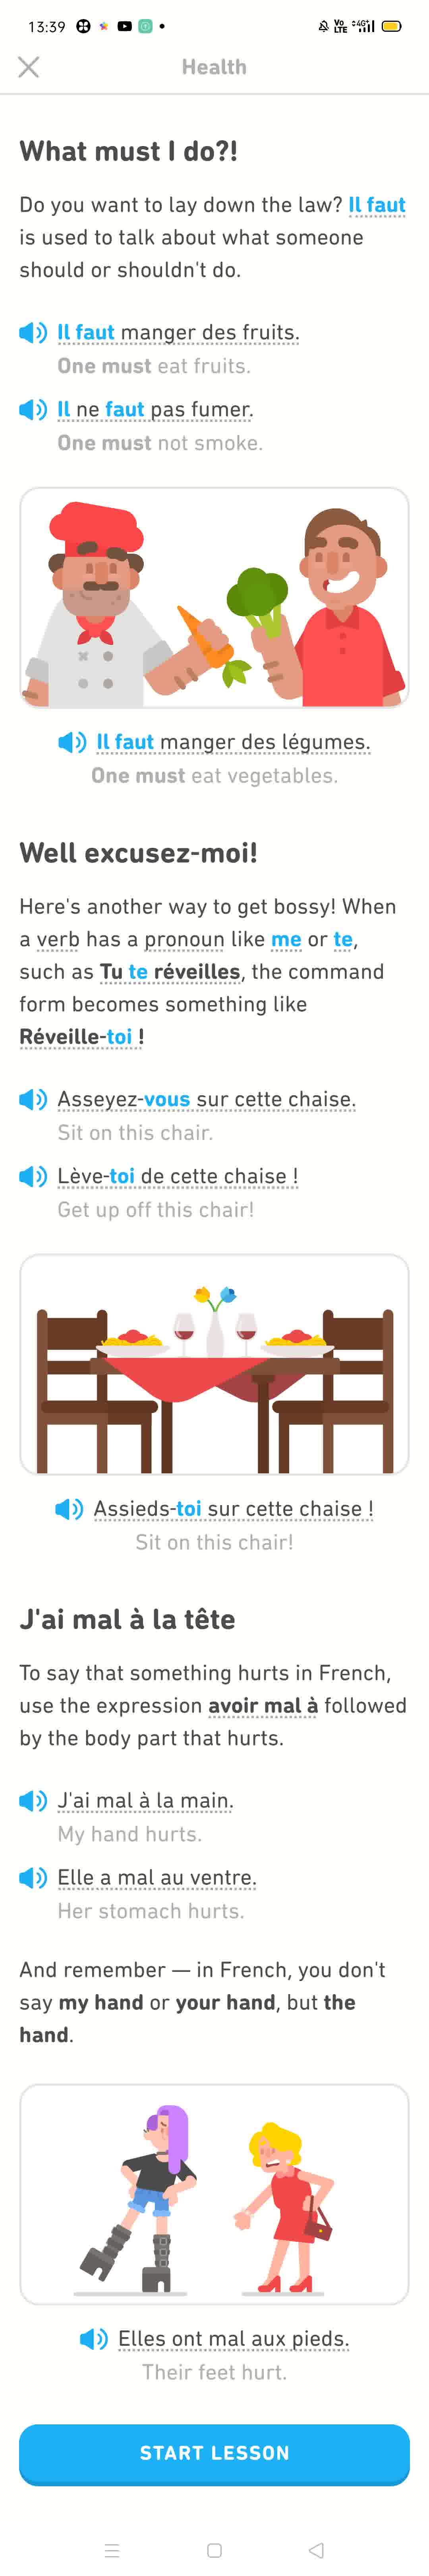 13:39
Vo LTE 4G+
Health
What must I do?!
Do you want to lay down the law? Il faut
is used to talk about what someone
should or shouldn't do.
Il faut manger des fruits.
One must eat fruits.
Il ne faut pas fumer.
One must not smoke.
Il faut manger des légumes.
One must eat vegetables.
Well excusez-moi!
Here's another way to get bossy! When
a verb has a pronoun like me or te,
such as Tu te réveilles, the command
form becomes something like
Réveille-toi !
Asseyez-vous sur cette chaise.
Sit on this chair.
Lève-toi de cette chaise !
Get up off this chair!
Assieds-toi sur cette chaise !
Sit on this chair!
J'ai mal à la tête
To say that something hurts in French,
use the expression avoir mal à followed
by the body part that hurts.
J'ai mal à la main.
My hand hurts.
Elle a mal au ventre.
Her stomach hurts.
And remember — in French, you don't
say my hand or your hand, but the
hand.
Elles ont mal aux pieds.
Their feet hurt.
START LESSON